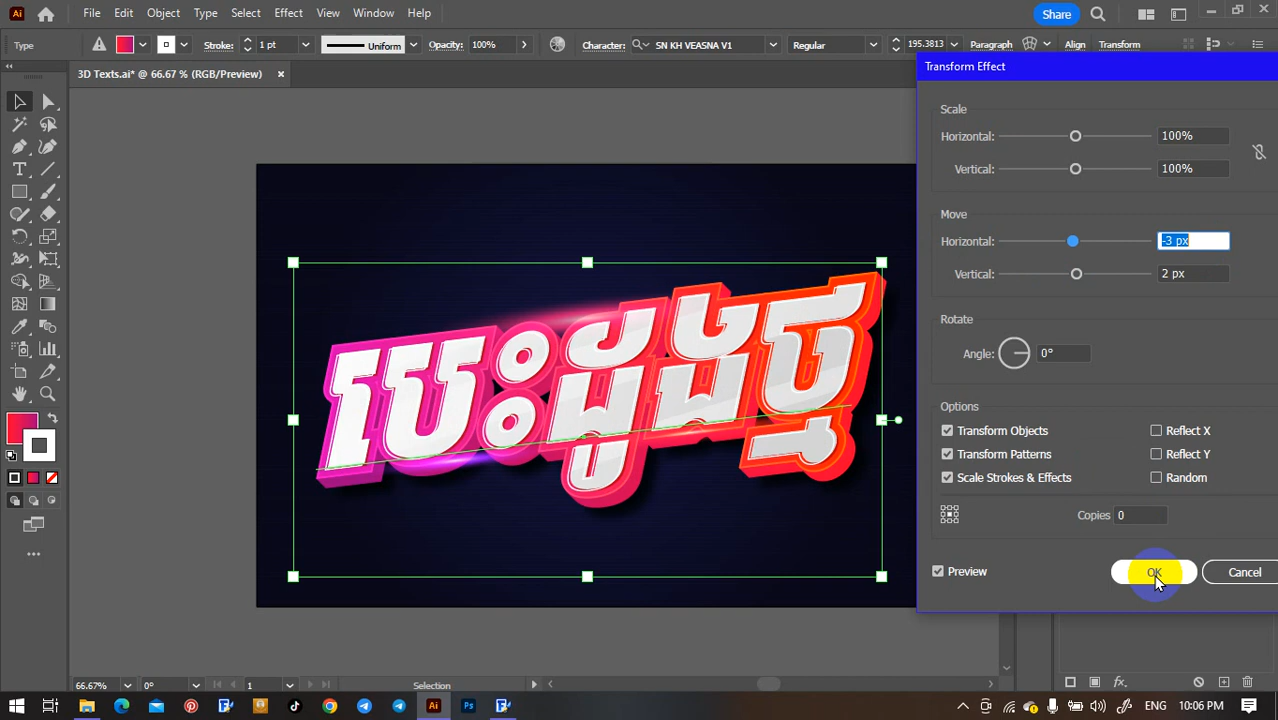 File Edit Object Type Select Effect View Window Help Share
Type Stroke: 1 pt Uniform Opacity: 100% Character: SN KH VEASNA V1 Regular 195.3813 Paragraph Align Transform
3D Texts.ai* @ 66.67 % (RGB/Preview) ×
Transform Effect
Scale
Horizontal: 100%
Vertical: 100%
Move
Horizontal: -3 px
Vertical: 2 px
Rotate
Angle: 0°
Options
Transform Objects Reflect X
Transform Patterns Reflect Y
Scale Strokes & Effects Random
Copies 0
Preview OK Cancel
66.67% 0° 1 Selection
ENG 10:06 PM